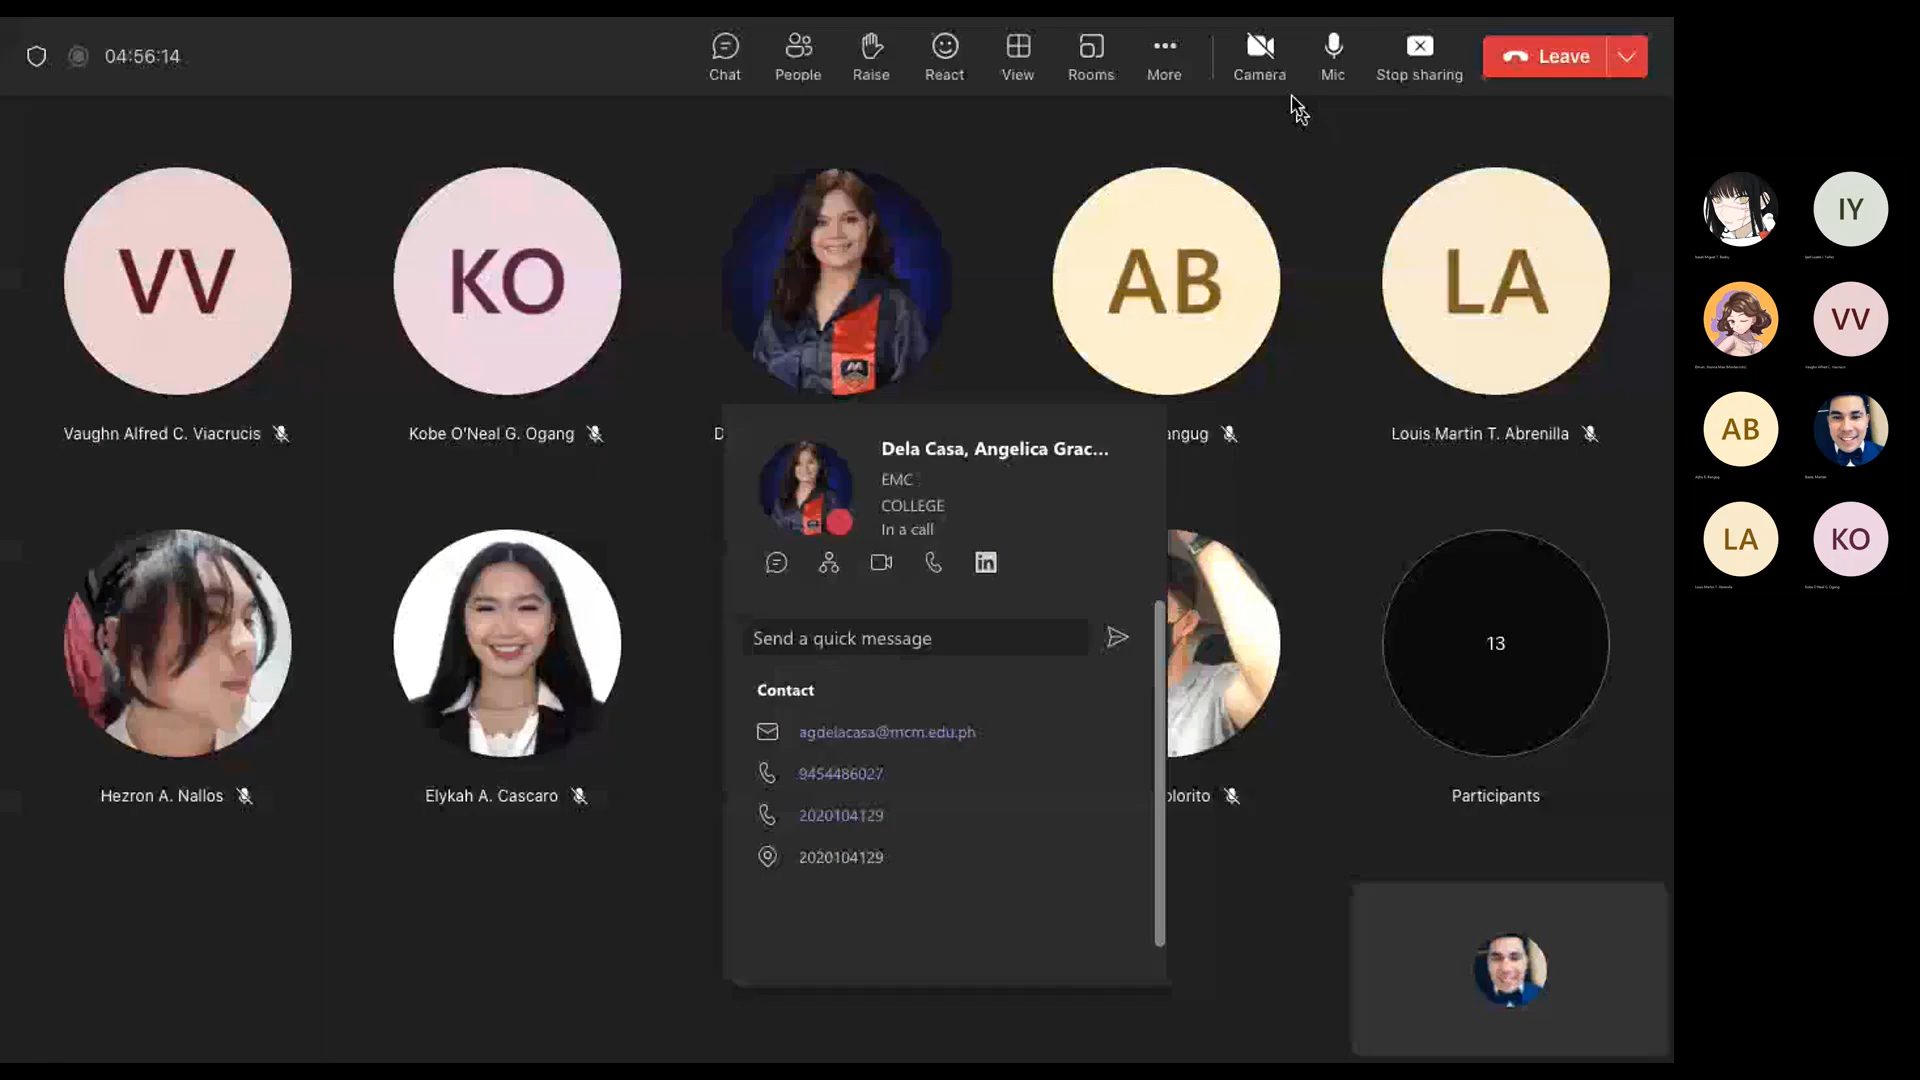 04:56:14
Chat
People
Raise
React
View
Rooms
More
Camera
Mic
Stop sharing
Leave
VV
KO
AB
LA
Vaughn Alfred C. Viacrucis
Kobe O'Neal G. Ogang
D
angug
Louis Martin T. Abrenilla
Dela Casa, Angelica Grac...
EMC
COLLEGE
In a call
Send a quick message
Contact
agdelacasa@mcm.edu.ph
9454486027
2020104129
2020104129
Hezron A. Nallos
Elykah A. Cascaro
olorito
13
Participants
IY
VV
AB
LA
KO